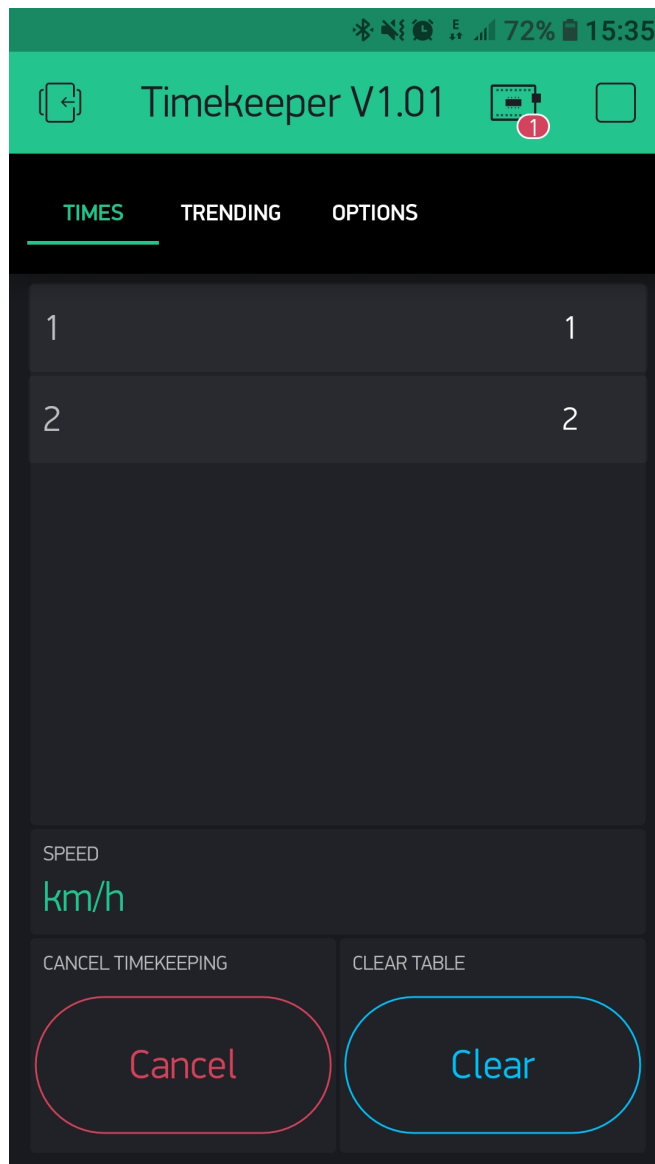 E 72% 15:35
Timekeeper V1.01
1
TIMES TRENDING OPTIONS
1 1
2 2
SPEED
km/h
CANCEL TIMEKEEPING CLEAR TABLE
Cancel Clear